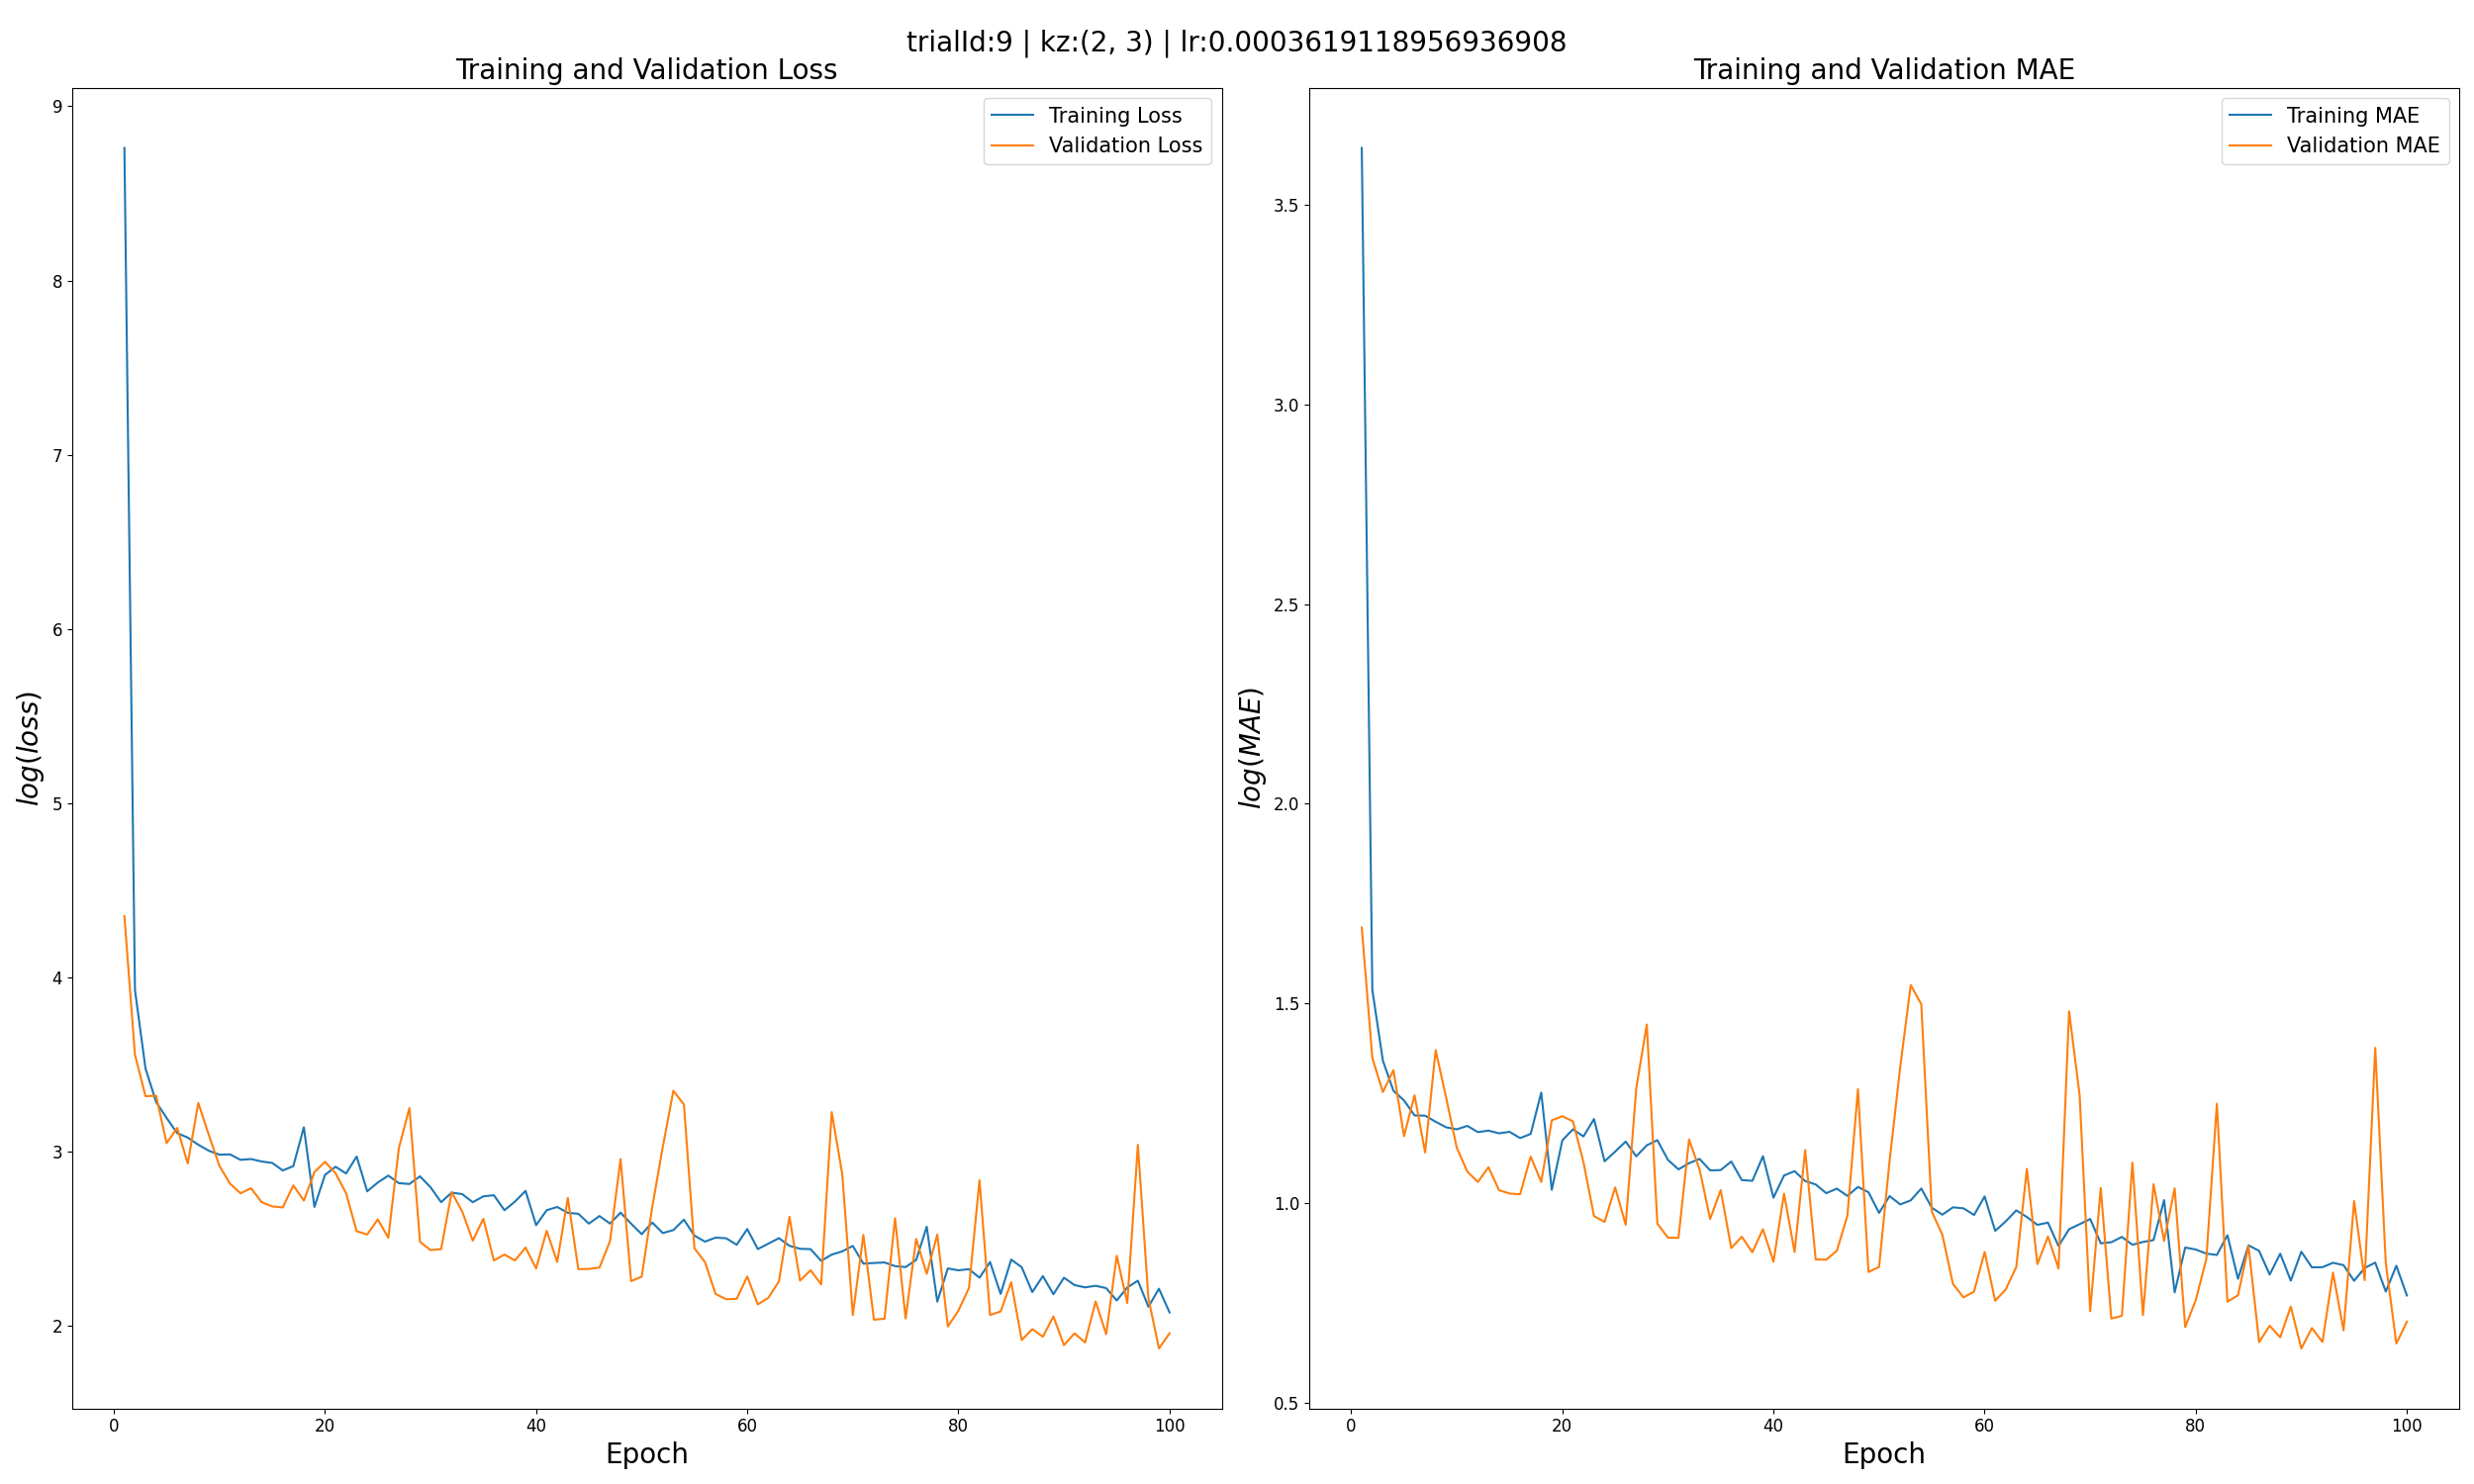 trialId:9 | kz:(2, 3) | lr:0.0003619118956936908
Training and Validation Loss
Training Loss
Validation Loss
log(loss)
9
8
7
6
5
4
3
2
0 20 40 60 80 100
Epoch
Training and Validation MAE
Training MAE
Validation MAE
log(MAE)
3.5
3.0
2.5
2.0
1.5
1.0
0.5
0 20 40 60 80 100
Epoch